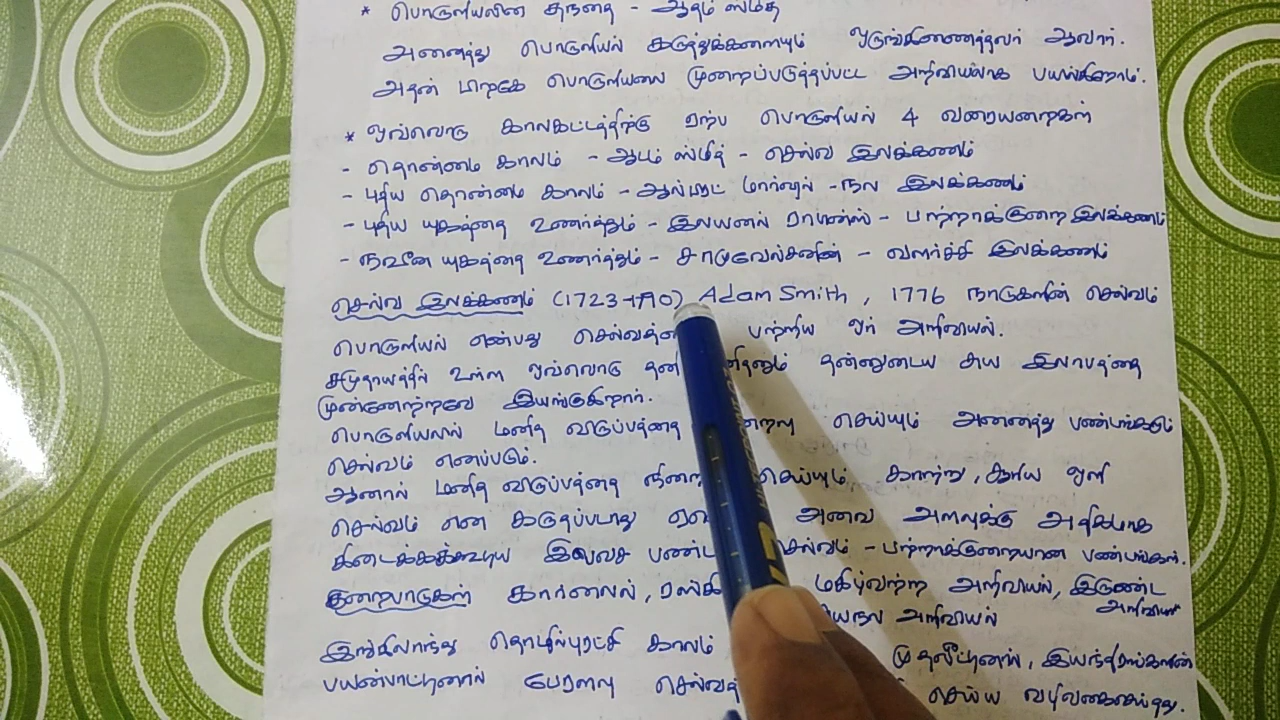 * பொருளியலின் தந்தை - ஆதம் ஸ்மித்
அனைத்து பொருளியல் கருத்துக்களையும் ஒருங்கிணைத்தவர் ஆவார்.
அதன் பிறகே பொருளியலை முறைப்படுத்தப்பட்ட அறிவியலாக பயில்கிறோம்.
* ஒவ்வொரு காலகட்டத்திற்கு ஏற்ப பொருளியல் 4 வரையறைகள்
- தொன்மை காலம் - ஆடம் ஸ்மித் - செல்வ இலக்கணம்
- புதிய தொன்மை காலம் - ஆல்பிரட் மார்ஷல் - நல இலக்கணம்
- புதிய யுகத்தை உணர்த்தும் - இலயனல் ராபின்ஸ் - பற்றாக்குறை இலக்கணம்
- நவீன யுகத்தை உணர்த்தும் - சாமுவேல்சனின் - வளர்ச்சி இலக்கணம்
செல்வ இலக்கணம் (1723-1790) Adam Smith, 1776 நாடுகளின் செல்வம்
பொருளியல் என்பது பற்றிய ஓர் அறிவியல்.
சமுதாயத்தில் உள்ள ஒவ்வொரு தன்னுடைய சுய இலாபத்தை
முன்னேற்றவே இயங்குகிறார்.
பொருளியலில் மனித விருப்பத்தை செய்யும் அனைத்து பண்டங்களும்
செல்வம் எனப்படும்.
ஆனால் மனித விருப்பத்தை செய்யும், காற்று, சூரிய ஒளி
செல்வம் என கருதப்படாது அவை அளவுக்கு அதிகமாக
கிடைக்கக்கூடிய இலவச - பற்றாக்குறையான பண்டங்கள்.
குறைபாடுகள் கார்லைல், மகிழ்வற்ற அறிவியல், இருண்ட
அறிவியல்
அறிவியல்
இங்கிலாந்து தொழில்புரட்சி காலம் முதலீட்டினால், இயந்திரங்களின்
பயன்பாட்டினால் பேரளவு செய்ய வழிவகைசெய்தது.